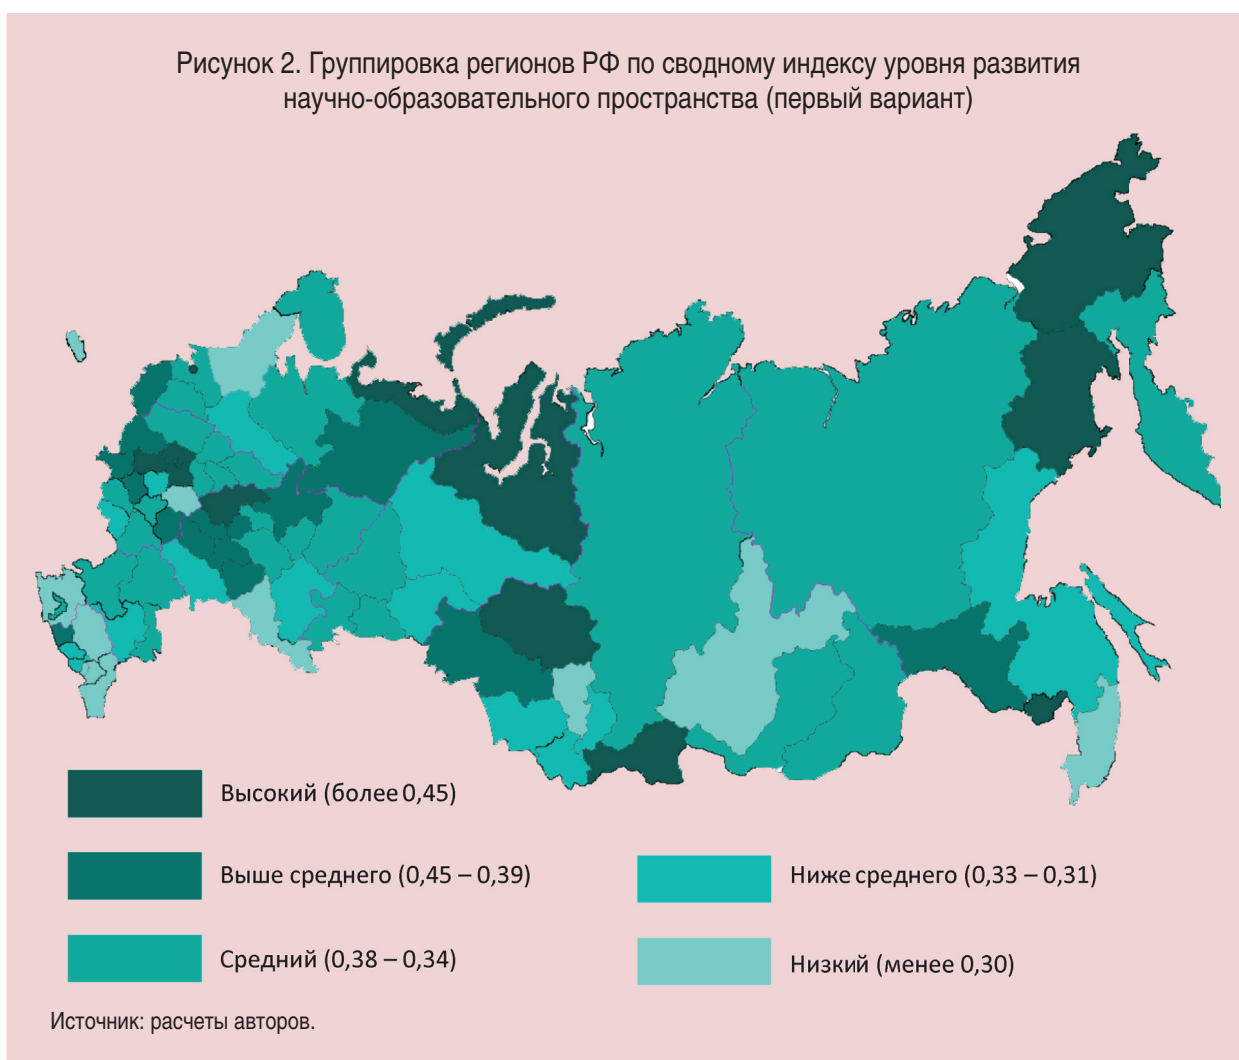 Рисунок 2. Группировка регионов РФ по сводному индексу уровня развития
научно-образовательного пространства (первый вариант)
Высокий (более 0,45)
Выше среднего (0,45 – 0,39)
Средний (0,38 – 0,34)
Ниже среднего (0,33 – 0,31)
Низкий (менее 0,30)
Источник: расчеты авторов.